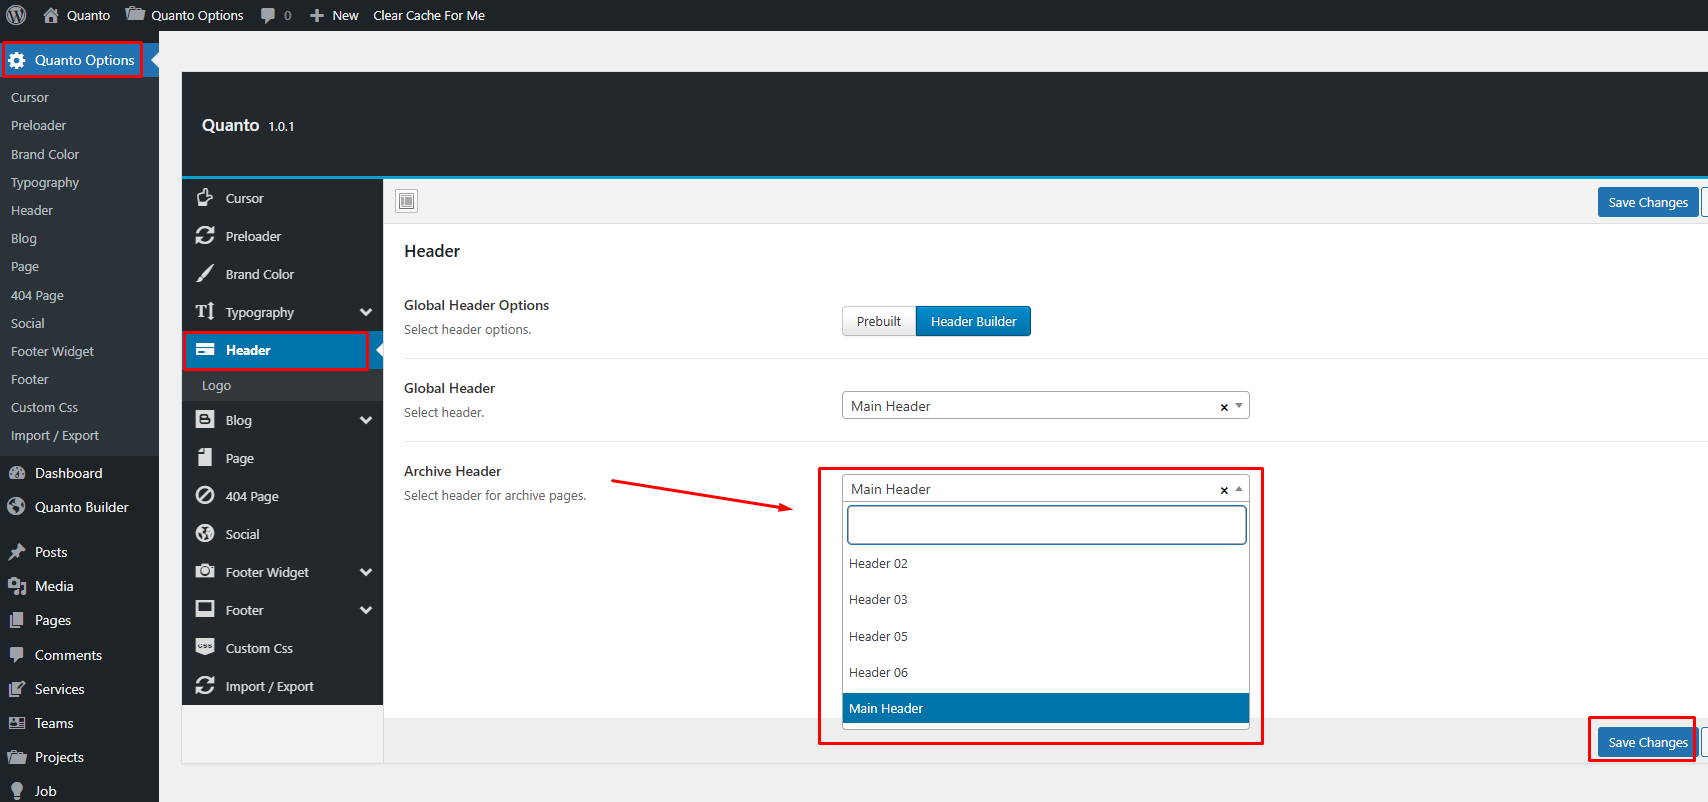 Quanto
Quanto Options
0
New
Clear Cache For Me
Quanto Options
Cursor
Preloader
Brand Color
Typography
Header
Blog
Page
404 Page
Social
Footer Widget
Footer
Custom Css
Import / Export
Dashboard
Quanto Builder
Posts
Media
Pages
Comments
Services
Teams
Projects
Job
Quanto 1.0.1
Cursor
Preloader
Brand Color
Typography
Header
Logo
Blog
Page
404 Page
Social
Footer Widget
Footer
Custom Css
Import / Export
Save Changes
Header
Global Header Options
Select header options.
Prebuilt
Header Builder
Global Header
Select header.
Main Header
×
Archive Header
Select header for archive pages.
Main Header
×
Header 02
Header 03
Header 05
Header 06
Main Header
Save Changes